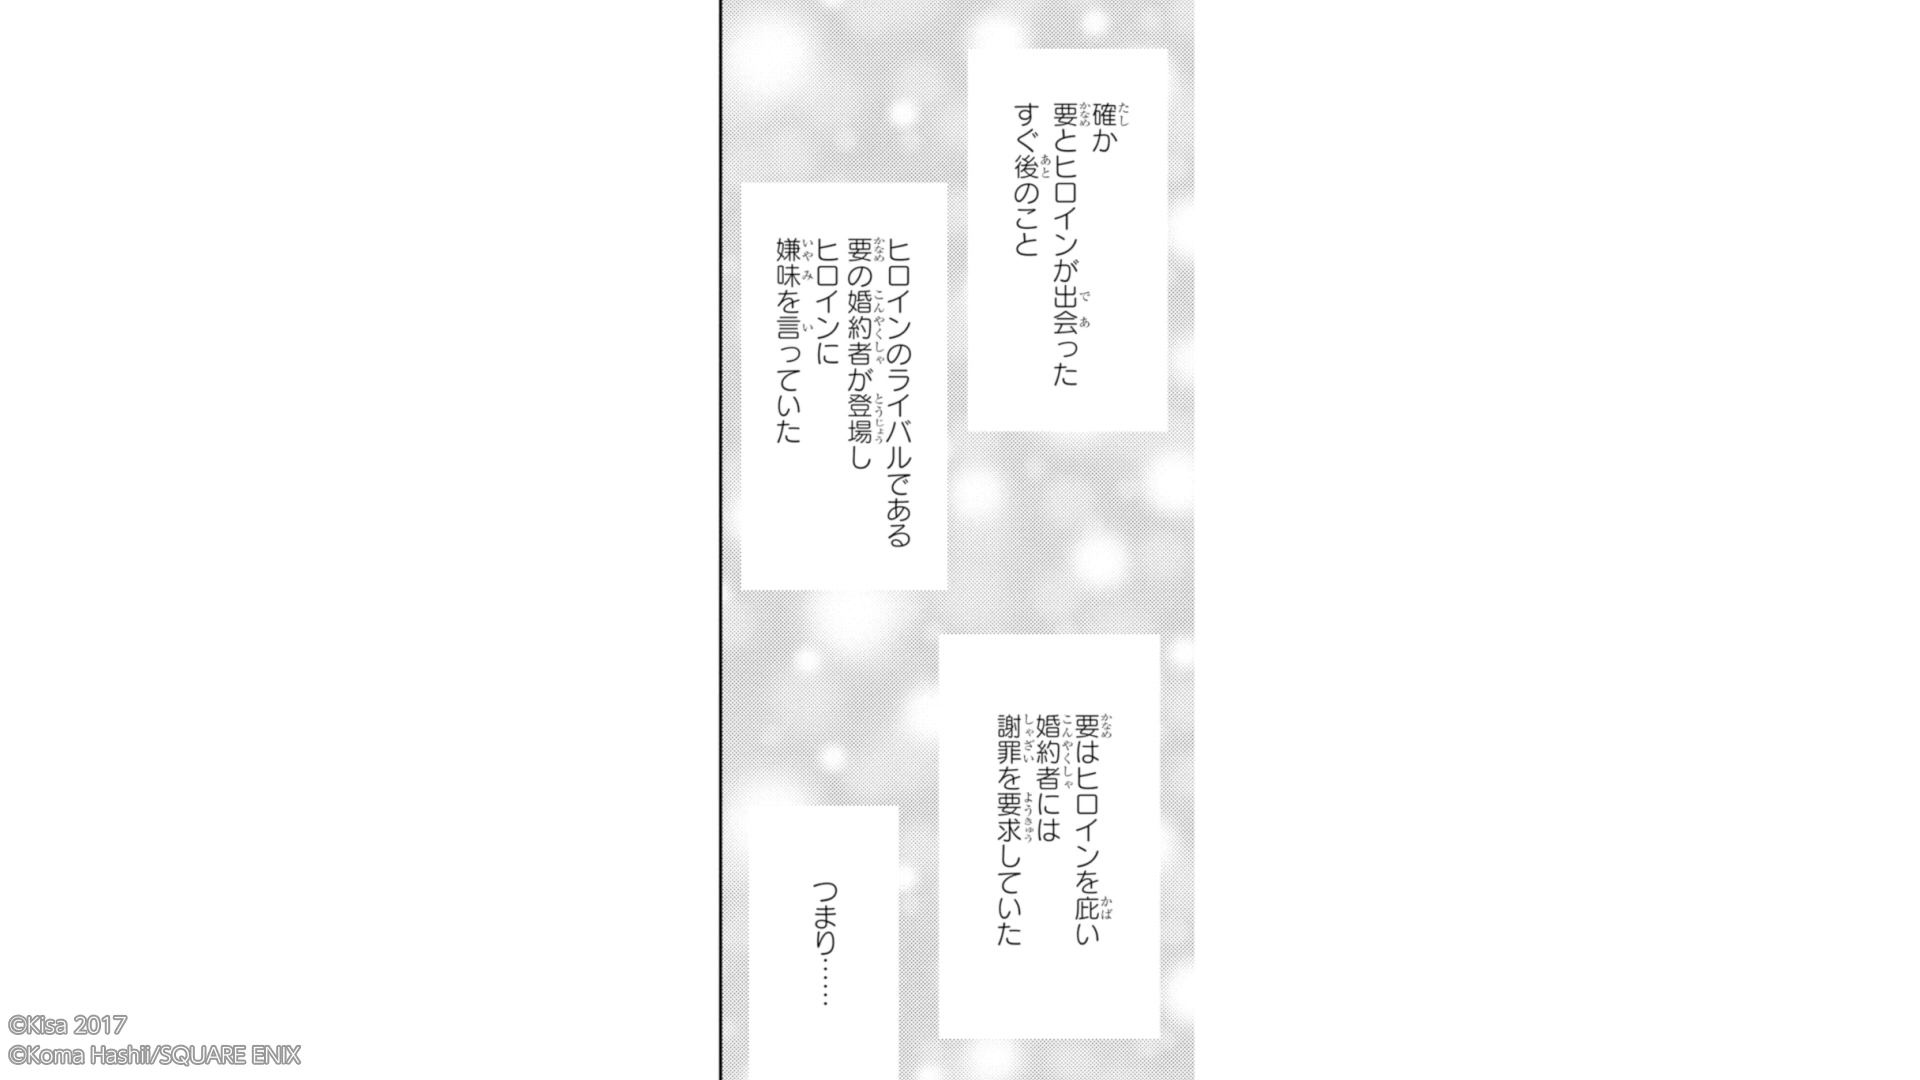 確か
要とヒロインが出会った
すぐ後のこと
ヒロインのライバルである
要の婚約者が登場し
ヒロインに
嫌味を言っていた
要はヒロインを庇い
婚約者には
謝罪を要求していた
つまり……
©Kisa 2017
©Koma Hashii/SQUARE ENIX